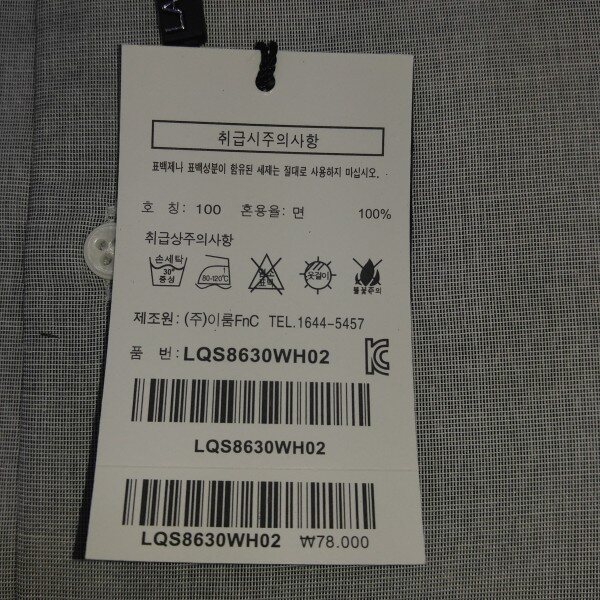 취급시주의사항
표백제나 표백성분이 함유된 세제는 절대로 사용하지 마십시오.
호 칭: 100 혼용율: 면 100%
취급상주의사항
손세탁
30° 중성
80-120℃
염소 표백
옷걸이
불꽃주의
제조원: (주)이룸FnC TEL.1644-5457
품 번: LQS8630WH02
LQS8630WH02
LQS8630WH02 ₩78.000